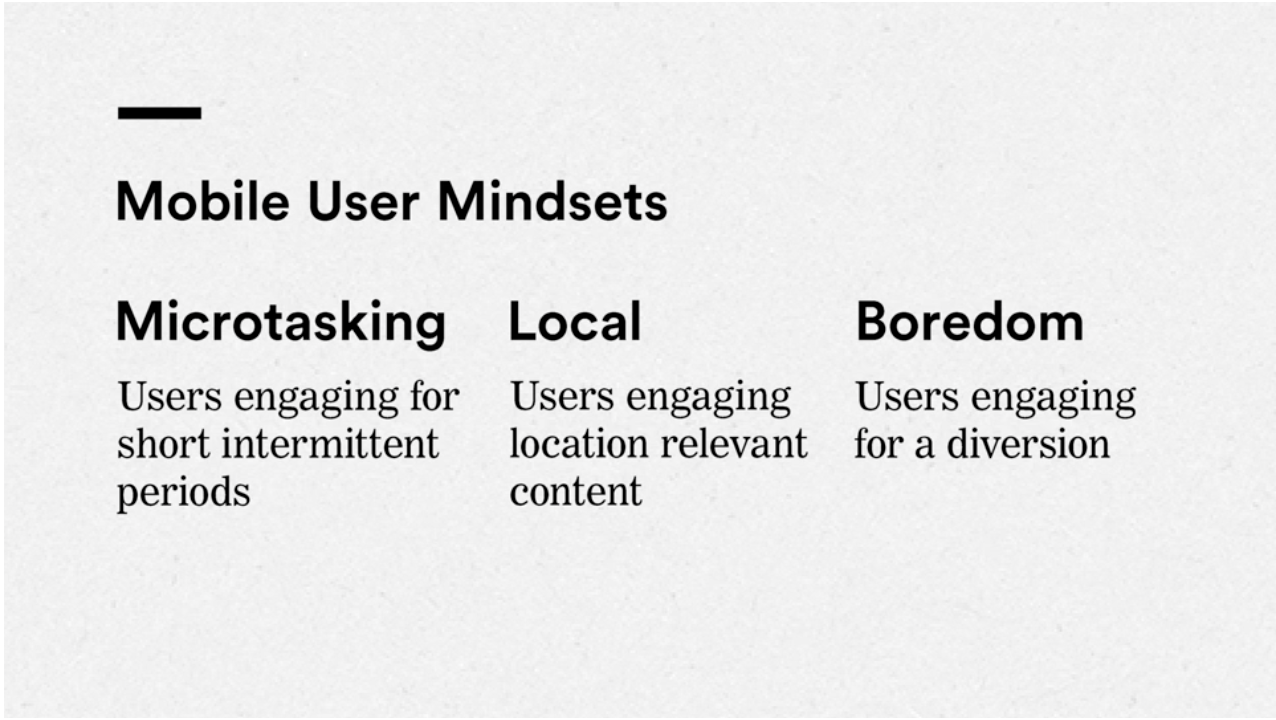 Mobile User Mindsets
Microtasking
Users engaging for
short intermittent
periods
Local
Users engaging
location relevant
content
Boredom
Users engaging
for a diversion